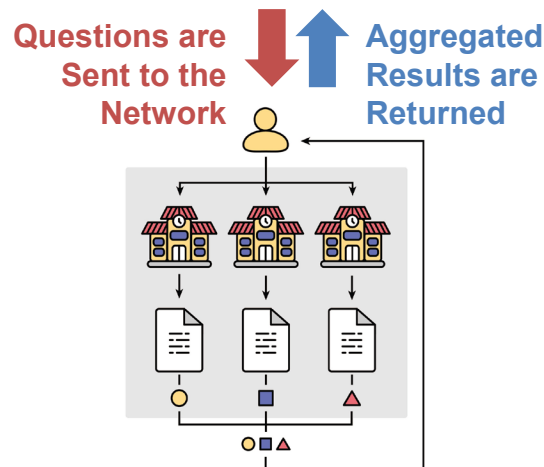 Questions are
Sent to the
Network
Aggregated
Results are
Returned